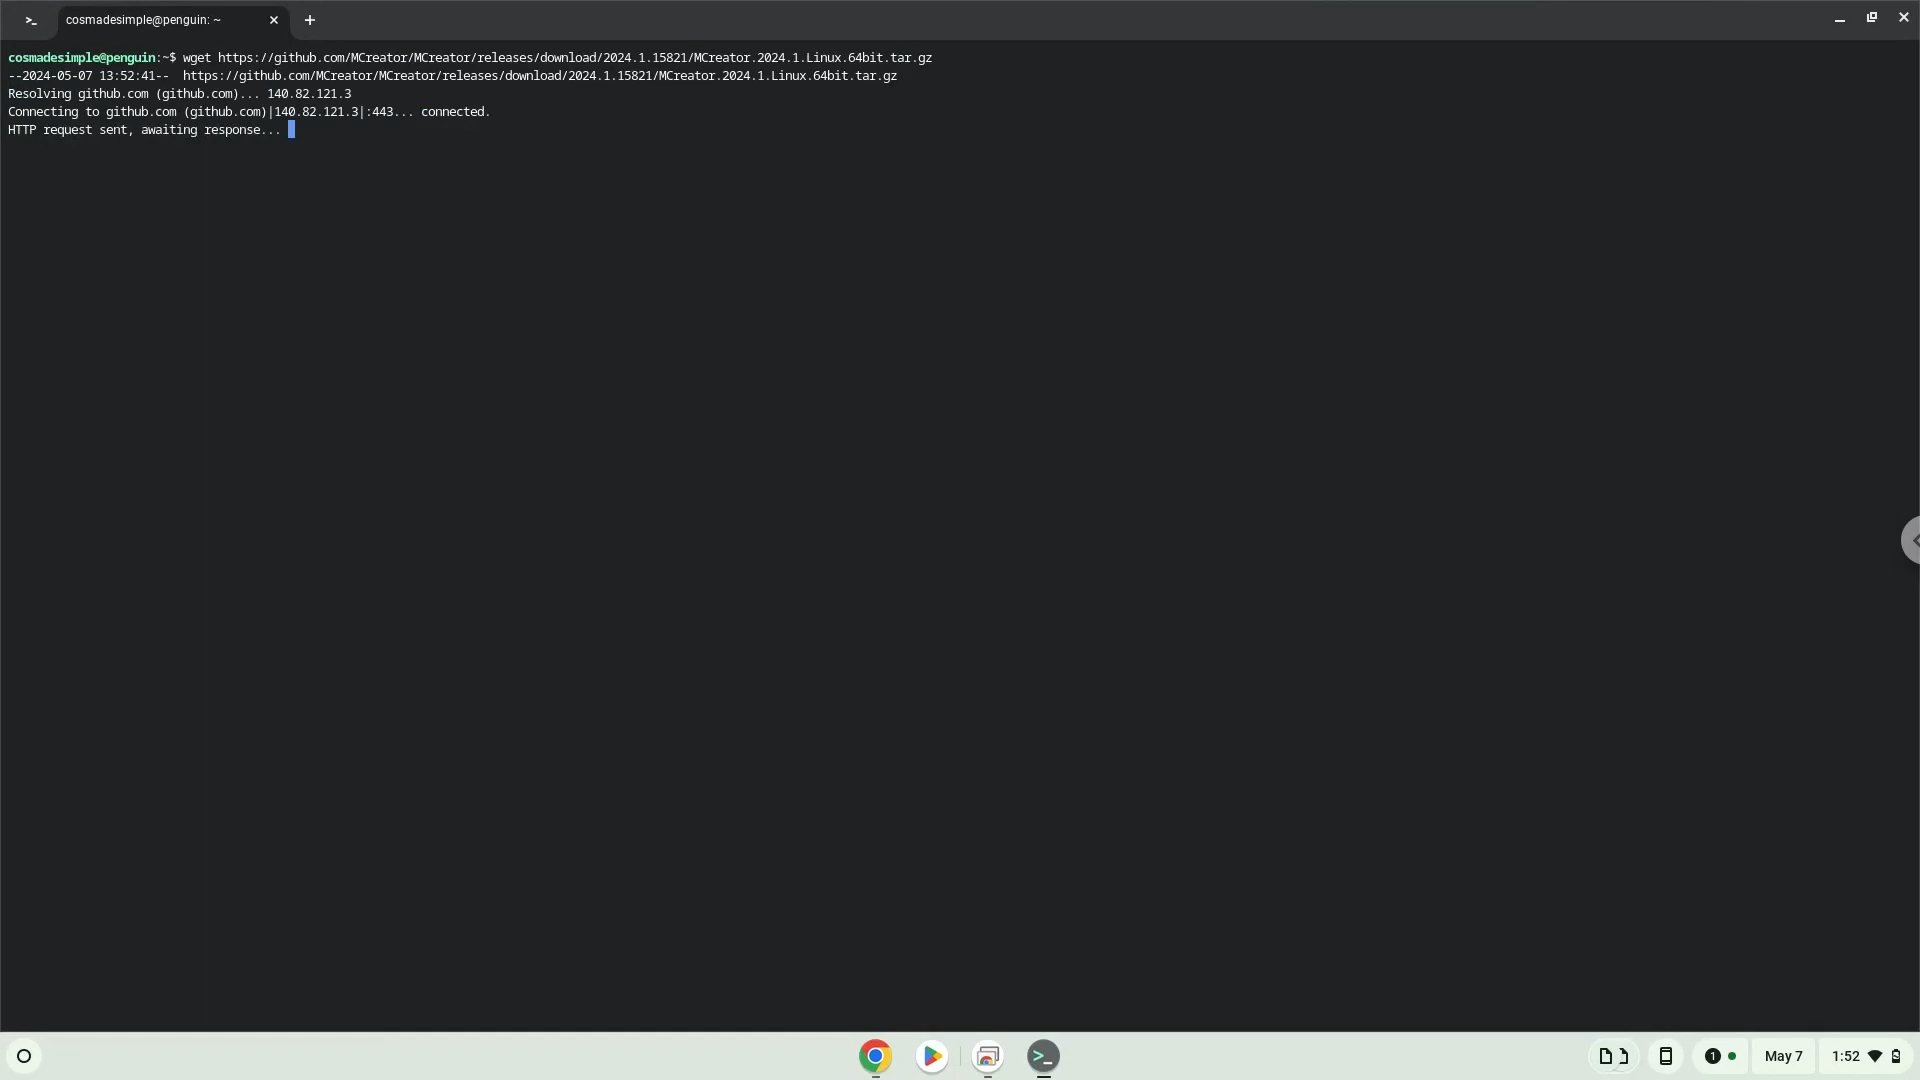 cosmadesimple@penguin: ~
cosmadesimple@penguin:~$ wget https://github.com/MCreator/MCreator/releases/download/2024.1.15821/MCreator.2024.1.Linux.64bit.tar.gz
--2024-05-07 13:52:41--  https://github.com/MCreator/MCreator/releases/download/2024.1.15821/MCreator.2024.1.Linux.64bit.tar.gz
Resolving github.com (github.com)... 140.82.121.3
Connecting to github.com (github.com)|140.82.121.3|:443... connected.
HTTP request sent, awaiting response...
1 May 7 1:52